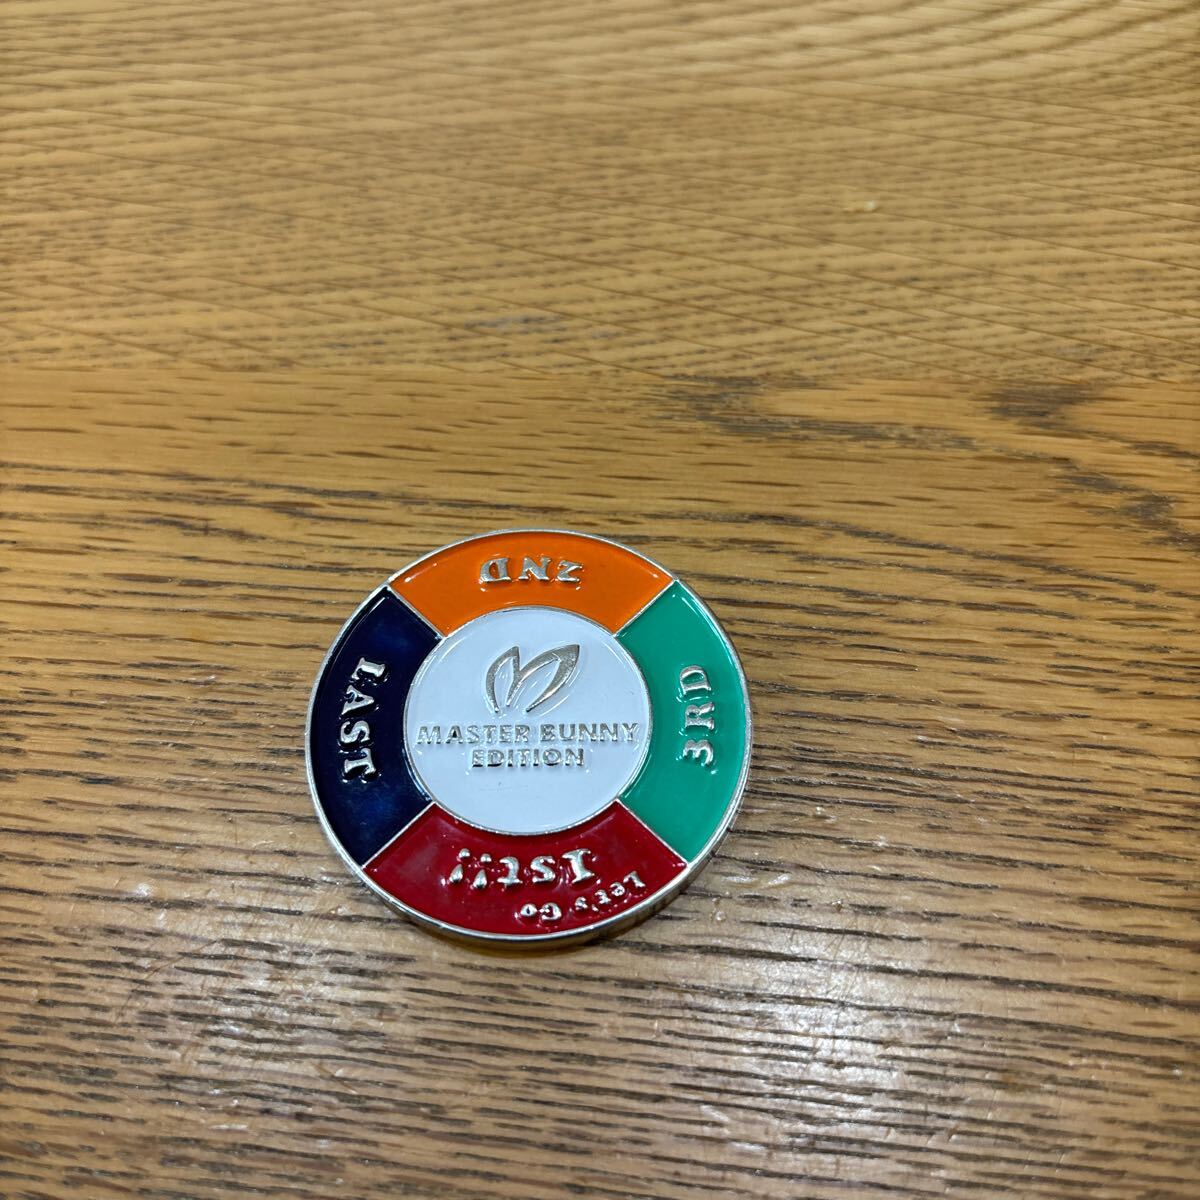 2ND
3RD
LAST
MASTER BUNNY
EDITION
1st!!
Let's Go